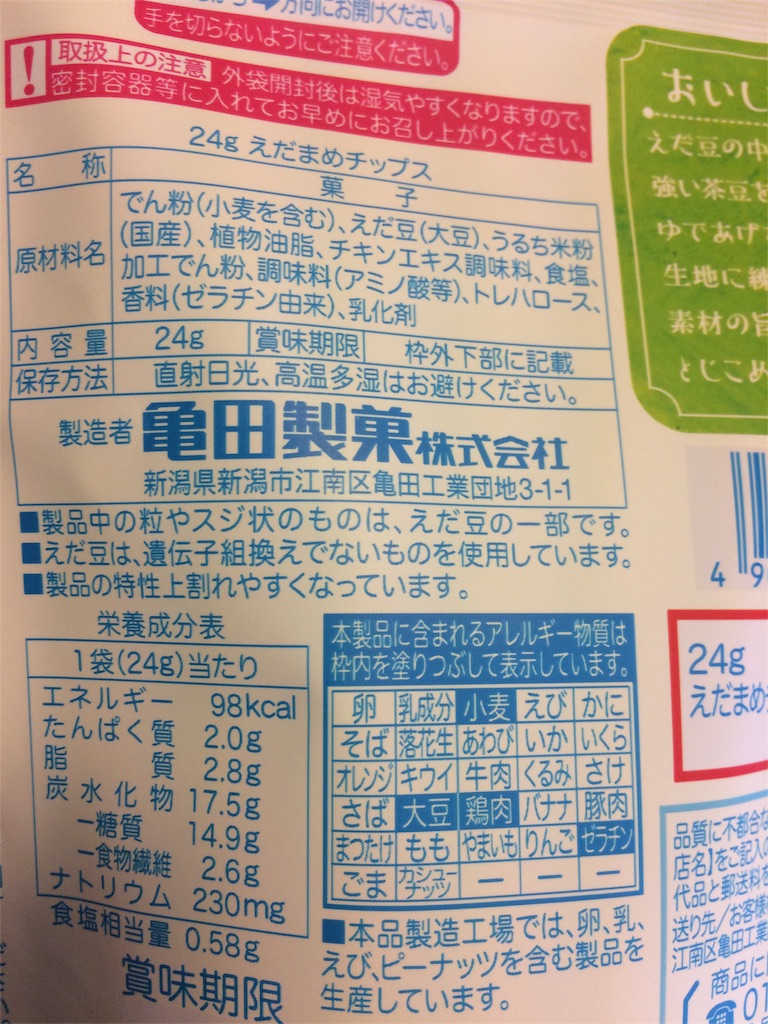 方向にお開けください。
手を切らないようにご注意ください。
! 取扱上の注意 外袋開封後は湿気やすくなりますので、
密封容器等に入れてお早めにお召し上がりください。
24g えだまめチップス
名称 菓子
原材料名 でん粉(小麦を含む)、えだ豆(大豆)、うるち米粉
(国産)、植物油脂、チキンエキス調味料、食塩、
加工でん粉、調味料(アミノ酸等)、トレハロース、
香料(ゼラチン由来)、乳化剤
内容量 24g 賞味期限 枠外下部に記載
保存方法 直射日光、高温多湿はお避けください。
製造者 亀田製菓株式会社
新潟県新潟市江南区亀田工業団地3-1-1
■製品中の粒やスジ状のものは、えだ豆の一部です。
■えだ豆は、遺伝子組換えでないものを使用しています。
■製品の特性上割れやすくなっています。
栄養成分表
1袋(24g)当たり
エネルギー 98kcal
たんぱく質 2.0g
脂質 2.8g
炭水化物 17.5g
ー糖質 14.9g
ー食物繊維 2.6g
ナトリウム 230mg
食塩相当量 0.58g
賞味期限
本製品に含まれるアレルギー物質は
枠内を塗りつぶして表示しています。
卵 乳成分 小麦 えび かに
そば 落花生 あわび いか いくら
オレンジ キウイ 牛肉 くるみ さけ
さば 大豆 鶏肉 バナナ 豚肉
まつたけ もも やまいも りんご ゼラチン
ごま カシューナッツ ー ー ー
■本品製造工場では、卵、乳、
えび、ピーナッツを含む製品を
生産しています。
おいし
えだ豆の中
強い茶豆を
ゆであげ
生地に練
素材の旨
とじこめ
4 9
24g
えだまめ
品質に不都合な
店名】をご記入の
代品と郵送料を
送り先/お客様
江南区亀田工業
商品に
01